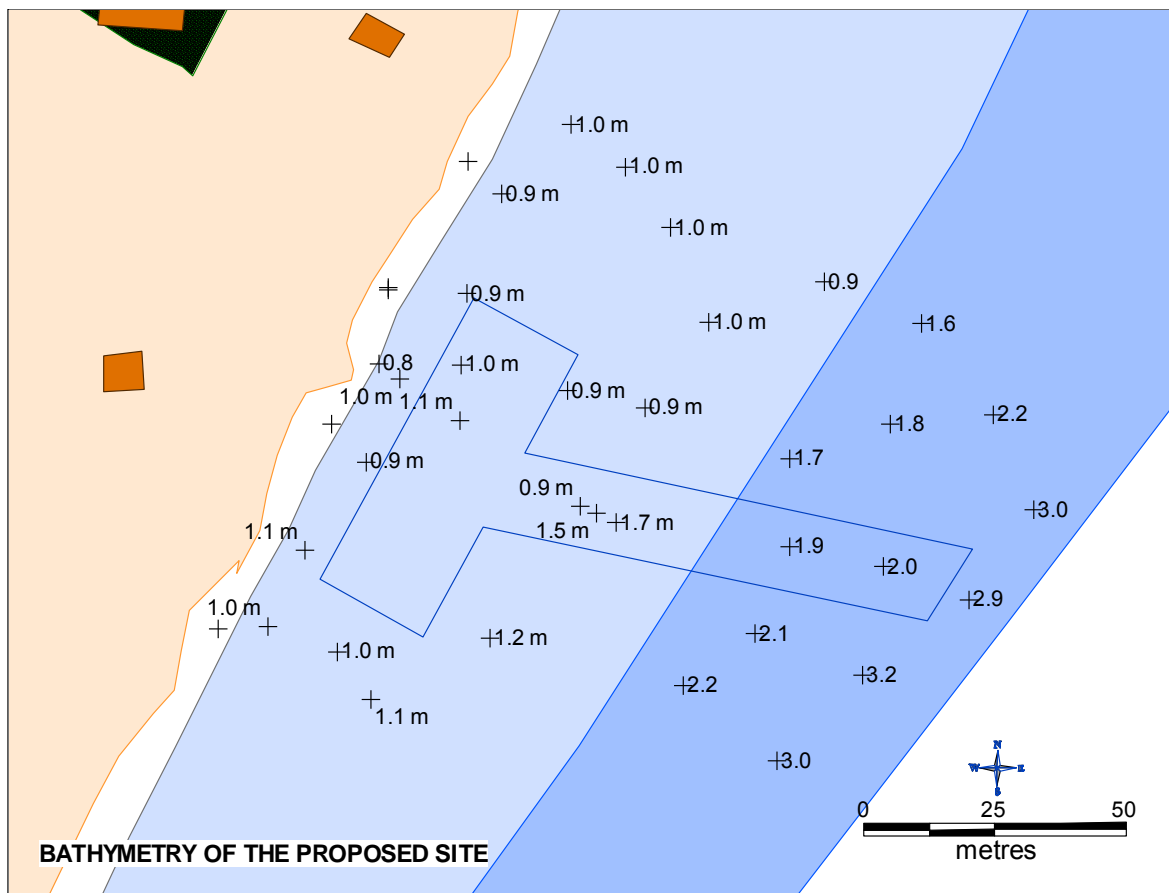 1.0 m
1.0 m
0.9 m
1.0 m
0.9
0.9 m
1.0 m
1.6
0.8
1.0 m
1.0 m
1.1 m
0.9 m
0.9 m
2.2
1.8
1.7
0.9 m
0.9 m
3.0
1.5 m
1.7 m
1.1 m
1.9
2.0
2.9
1.0 m
2.1
1.2 m
1.0 m
3.2
2.2
1.1 m
3.0
N
W E
S
0 25 50
metres
BATHYMETRY OF THE PROPOSED SITE